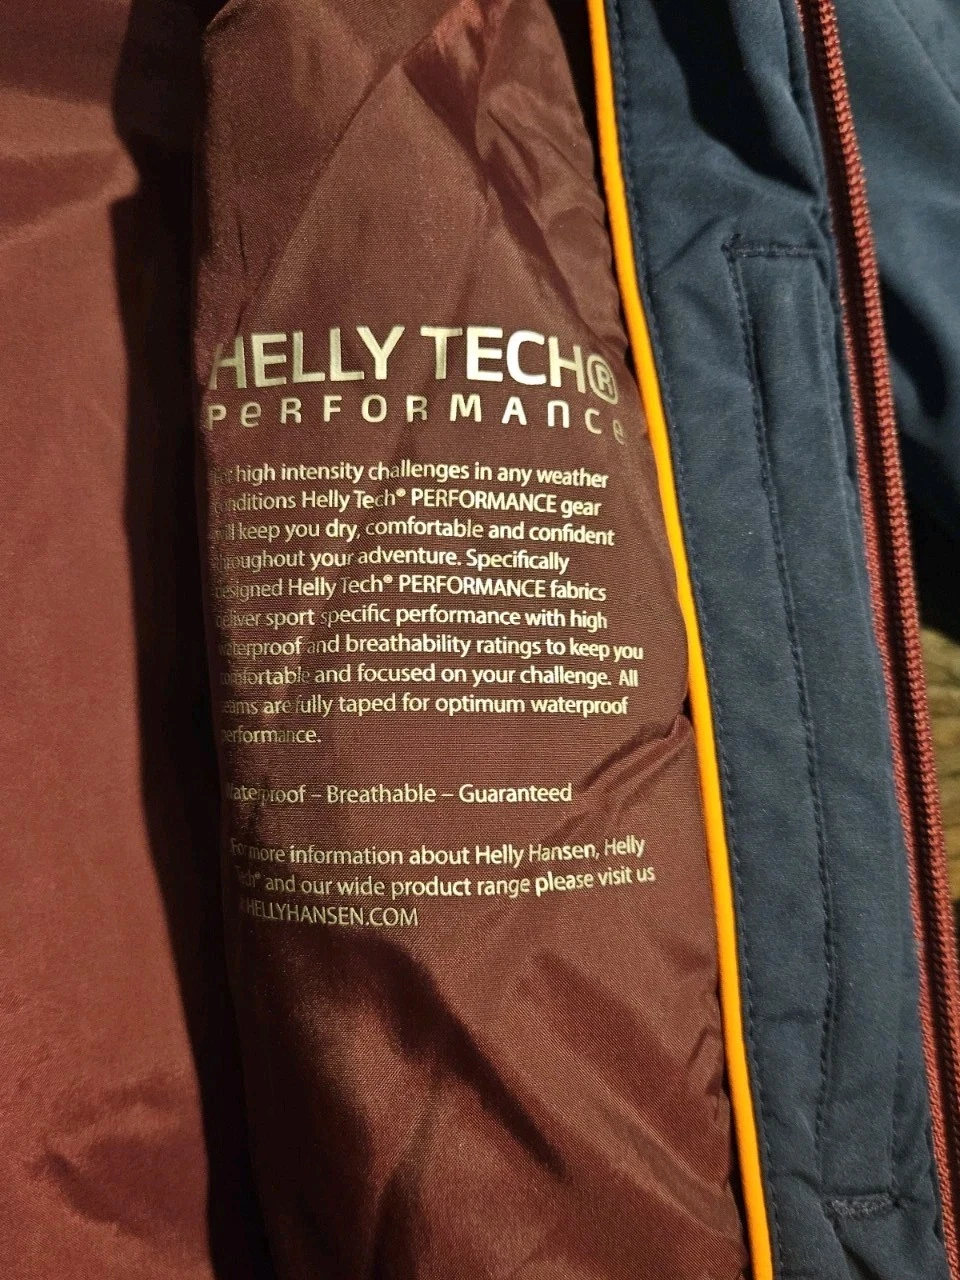 HELLY TECH®
PERFORMANCE
For high intensity challenges in any weather
conditions Helly Tech® PERFORMANCE gear
will keep you dry, comfortable and confident
throughout your adventure. Specifically
designed Helly Tech® PERFORMANCE fabrics
deliver sport specific performance with high
waterproof and breathability ratings to keep you
comfortable and focused on your challenge. All
seams are fully taped for optimum waterproof
performance.
Waterproof – Breathable – Guaranteed
For more information about Helly Hansen, Helly
Tech® and our wide product range please visit us
HELLYHANSEN.COM